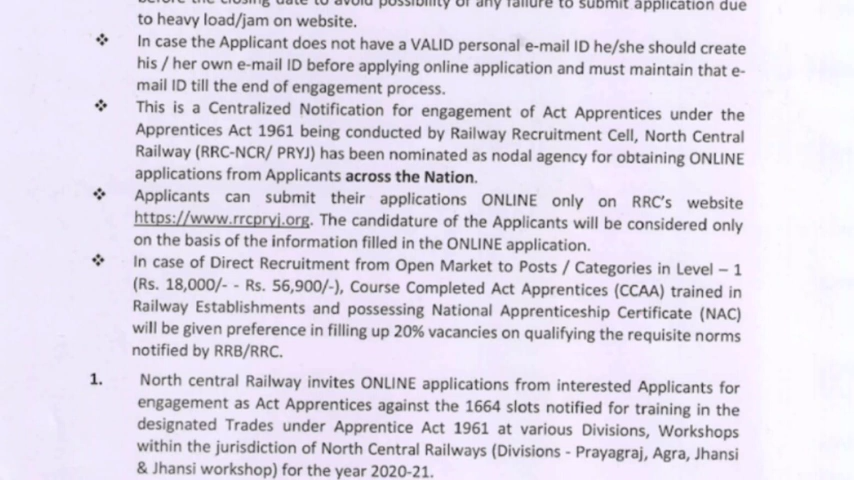 before the closing date to avoid possibility of any failure to submit application due
to heavy load/jam on website.
❖ In case the Applicant does not have a VALID personal e-mail ID he/she should create
his / her own e-mail ID before applying online application and must maintain that e-
mail ID till the end of engagement process.
❖ This is a Centralized Notification for engagement of Act Apprentices under the
Apprentices Act 1961 being conducted by Railway Recruitment Cell, North Central
Railway (RRC-NCR/ PRYJ) has been nominated as nodal agency for obtaining ONLINE
applications from Applicants across the Nation.
❖ Applicants can submit their applications ONLINE only on RRC's website
https://www.rrcpryj.org. The candidature of the Applicants will be considered only
on the basis of the information filled in the ONLINE application.
❖ In case of Direct Recruitment from Open Market to Posts / Categories in Level – 1
(Rs. 18,000/- - Rs. 56,900/-), Course Completed Act Apprentices (CCAA) trained in
Railway Establishments and possessing National Apprenticeship Certificate (NAC)
will be given preference in filling up 20% vacancies on qualifying the requisite norms
notified by RRB/RRC.
1. North central Railway invites ONLINE applications from interested Applicants for
engagement as Act Apprentices against the 1664 slots notified for training in the
designated Trades under Apprentice Act 1961 at various Divisions, Workshops
within the jurisdiction of North Central Railways (Divisions - Prayagraj, Agra, Jhansi
& Jhansi workshop) for the year 2020-21.